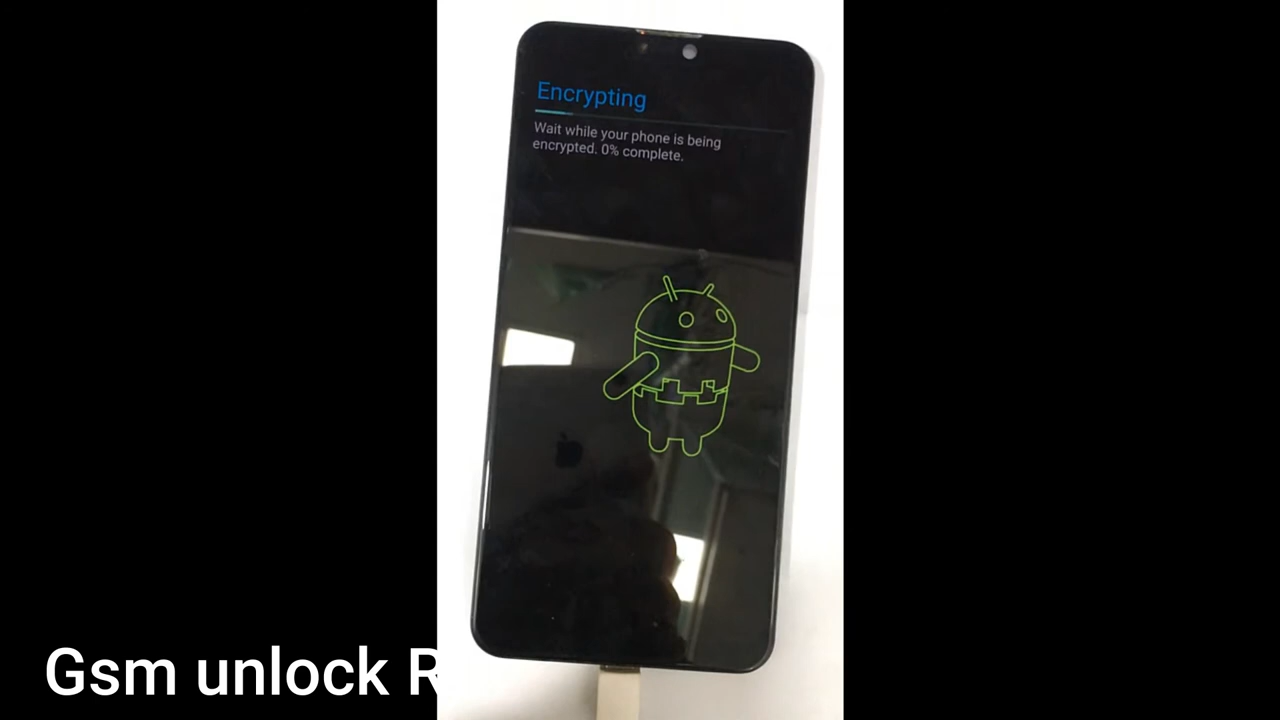 Encrypting
Wait while your phone is being
encrypted. 0% complete.
Gsm unlock R